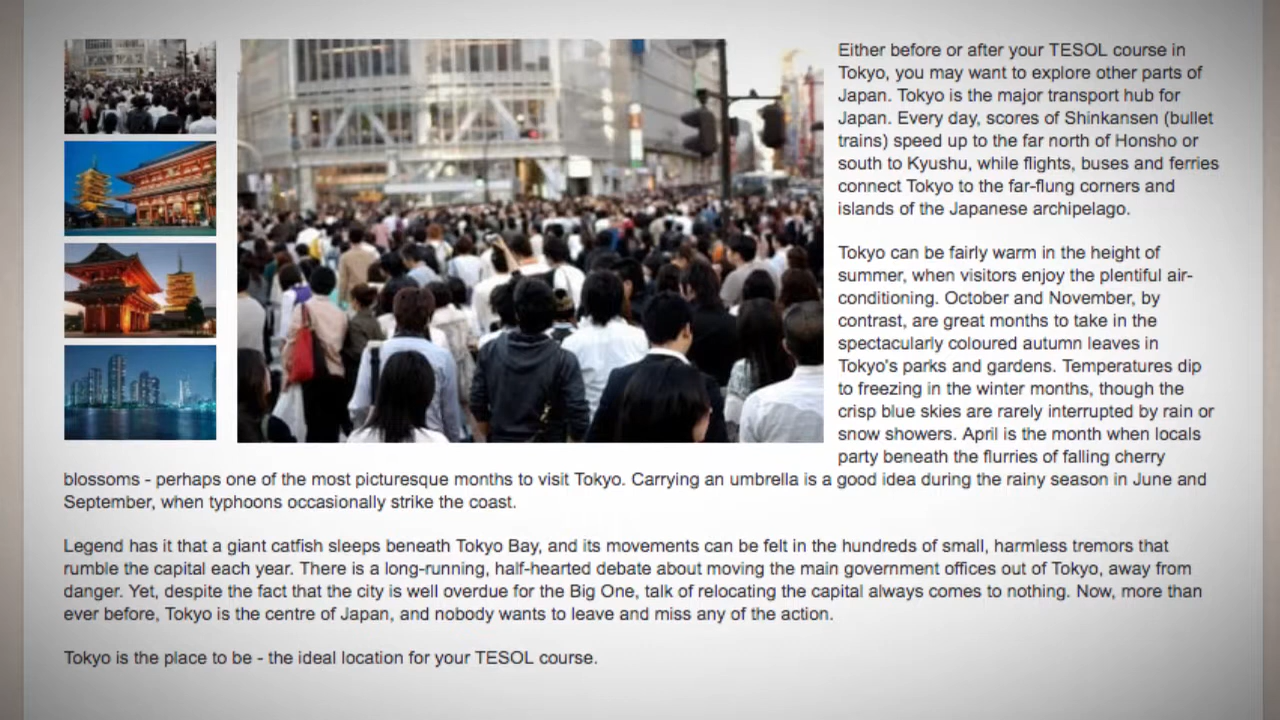 Either before or after your TESOL course in
Tokyo, you may want to explore other parts of
Japan. Tokyo is the major transport hub for
Japan. Every day, scores of Shinkansen (bullet
trains) speed up to the far north of Honsho or
south to Kyushu, while flights, buses and ferries
connect Tokyo to the far-flung corners and
islands of the Japanese archipelago.
Tokyo can be fairly warm in the height of
summer, when visitors enjoy the plentiful air-
conditioning. October and November, by
contrast, are great months to take in the
spectacularly coloured autumn leaves in
Tokyo's parks and gardens. Temperatures dip
to freezing in the winter months, though the
crisp blue skies are rarely interrupted by rain or
snow showers. April is the month when locals
party beneath the flurries of falling cherry
blossoms - perhaps one of the most picturesque months to visit Tokyo. Carrying an umbrella is a good idea during the rainy season in June and
September, when typhoons occasionally strike the coast.
Legend has it that a giant catfish sleeps beneath Tokyo Bay, and its movements can be felt in the hundreds of small, harmless tremors that
rumble the capital each year. There is a long-running, half-hearted debate about moving the main government offices out of Tokyo, away from
danger. Yet, despite the fact that the city is well overdue for the Big One, talk of relocating the capital always comes to nothing. Now, more than
ever before, Tokyo is the centre of Japan, and nobody wants to leave and miss any of the action.
Tokyo is the place to be - the ideal location for your TESOL course.